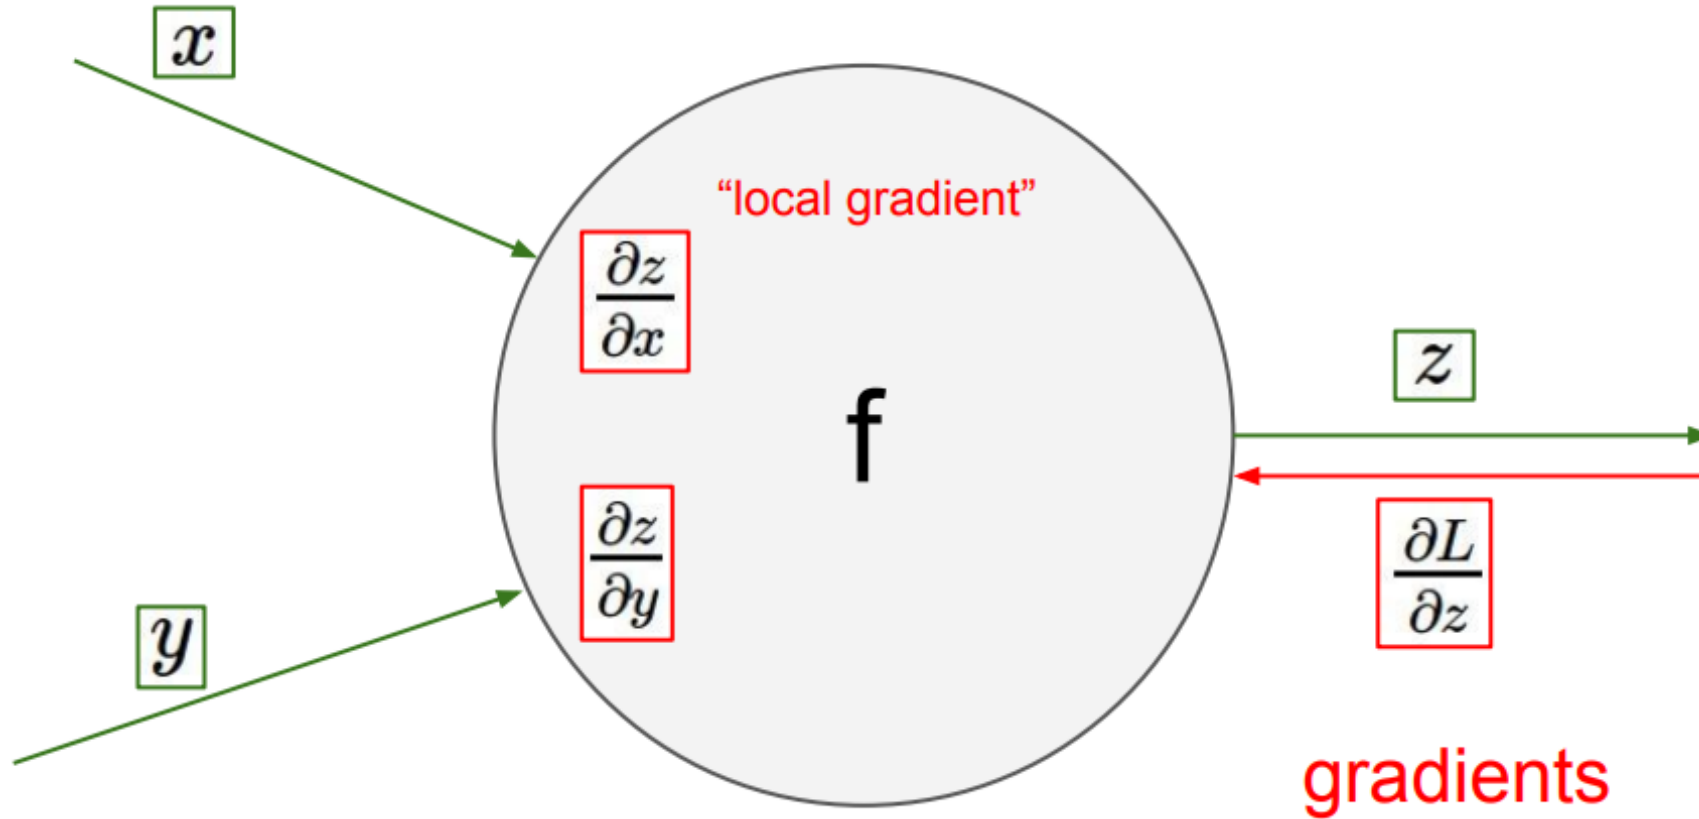 x
“local gradient”
∂z
∂x
f
z
∂z
∂y
∂L
∂z
y
gradients